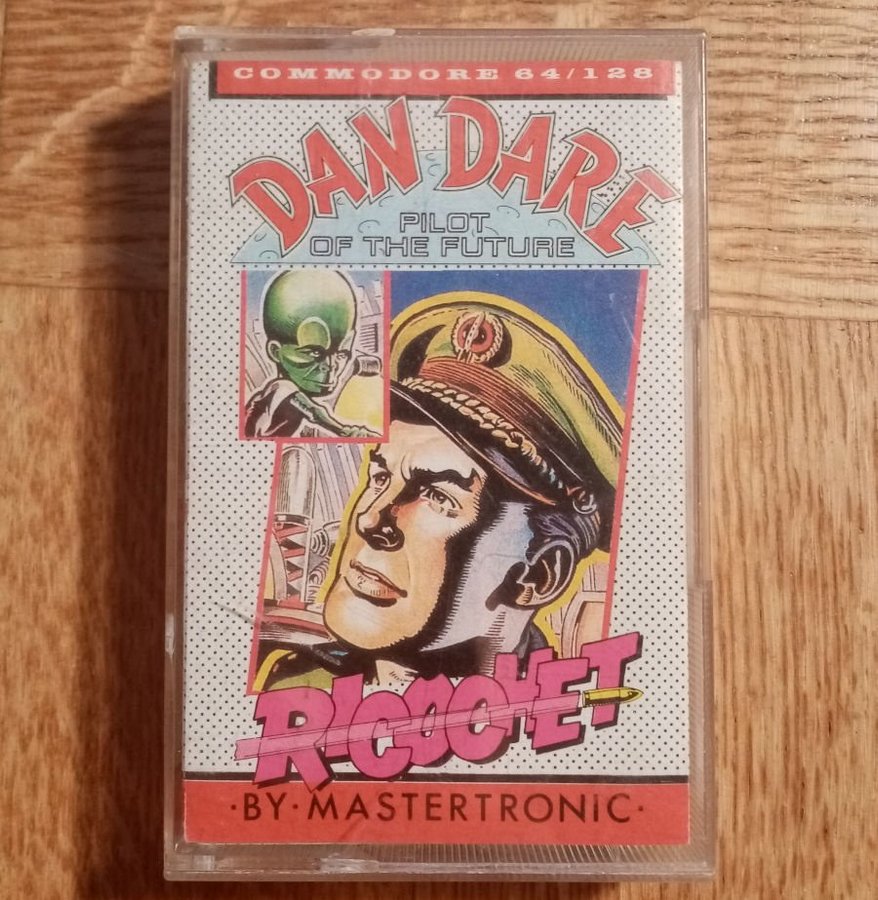 COMMODORE 64/128
DAN DARE
PILOT
OF THE FUTURE
RICOCHET
·BY·MASTERTRONIC·